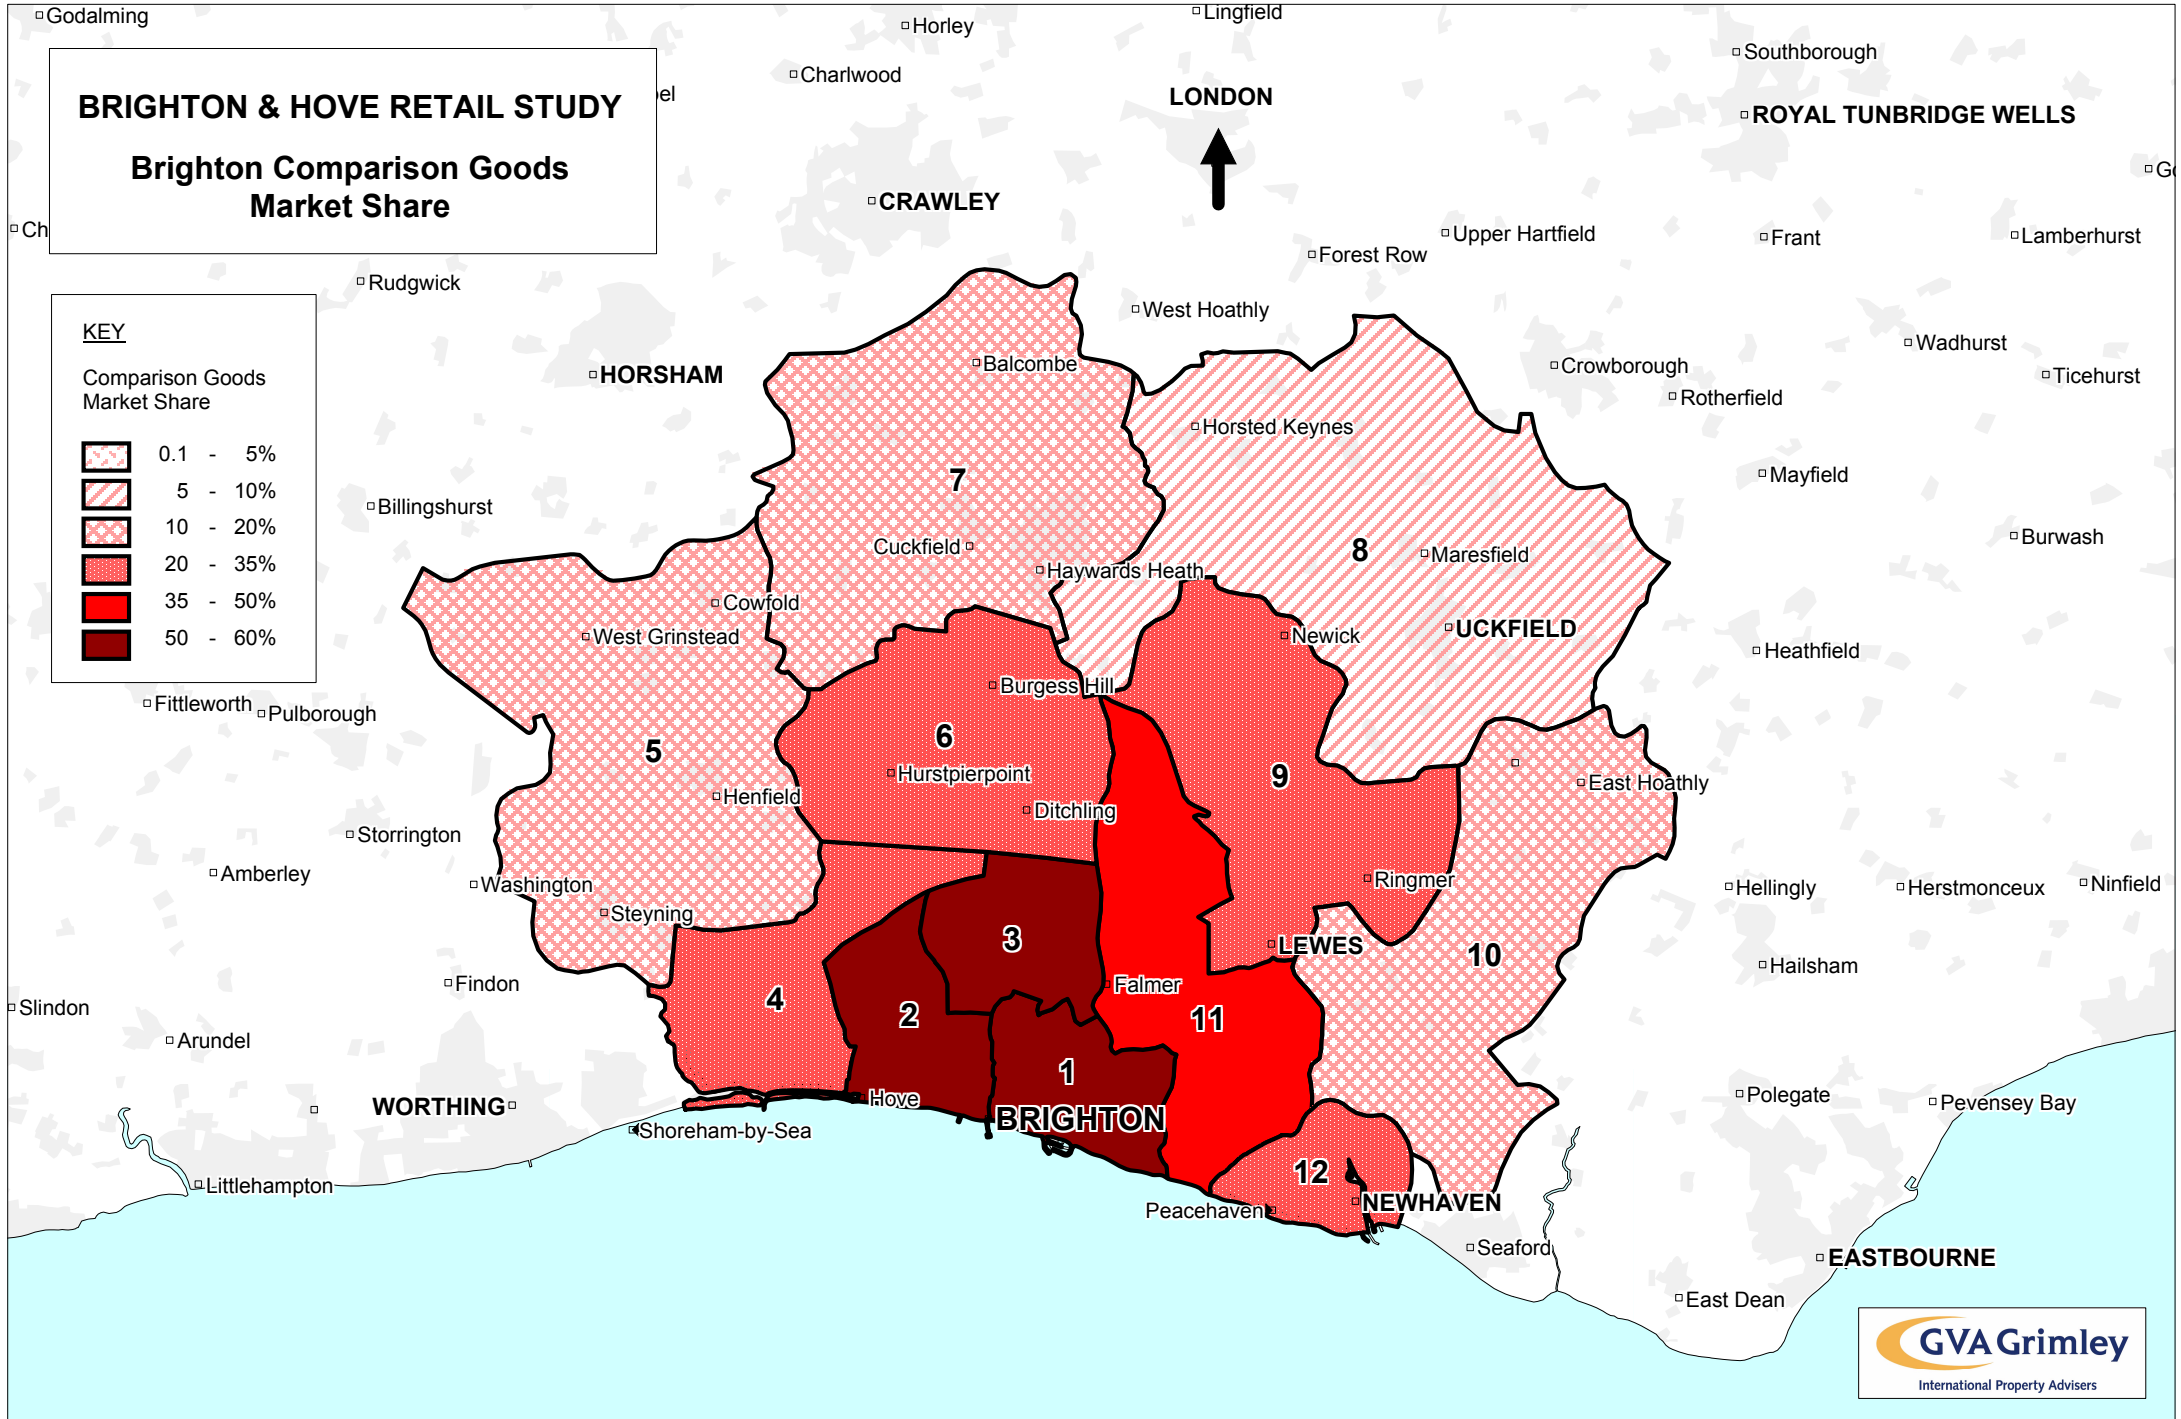 Godalming
Horley
Lingfield
Charlwood
Southborough
BRIGHTON & HOVE RETAIL STUDY
Brighton Comparison Goods
Market Share
LONDON
ROYAL TUNBRIDGE WELLS
CRAWLEY
Upper Hartfield
Frant
Lamberhurst
Forest Row
Rudgwick
West Hoathly
KEY
Comparison Goods
Market Share
0.1 - 5%
5 - 10%
10 - 20%
20 - 35%
35 - 50%
50 - 60%
Wadhurst
Balcombe
Crowborough
HORSHAM
Ticehurst
Rotherfield
Horsted Keynes
7
Mayfield
Billingshurst
Burwash
Cuckfield
8
Maresfield
Haywards Heath
Cowfold
West Grinstead
Newick
UCKFIELD
Heathfield
Burgess Hill
Fittleworth
Pulborough
6
5
Hurstpierpoint
9
East Hoathly
Henfield
Ditchling
Storrington
Amberley
Washington
Ringmer
Hellingly
Herstmonceux
Ninfield
Steyning
3
LEWES
10
Hailsham
Findon
Falmer
Slindon
4
2
11
Arundel
1
Polegate
Hove
Pevensey Bay
WORTHING
BRIGHTON
Shoreham-by-Sea
12
Littlehampton
Peacehaven
NEWHAVEN
Seaford
EASTBOURNE
East Dean
GVA Grimley
International Property Advisers